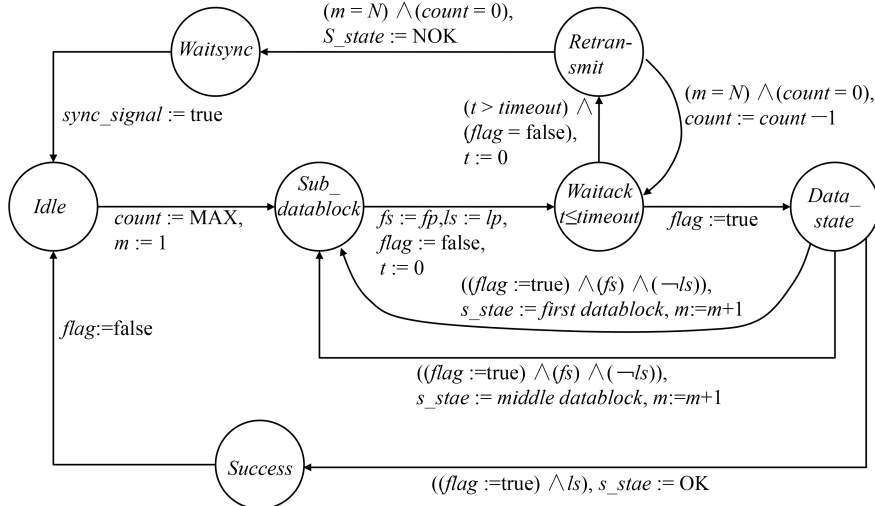 (m = N) ∧(count = 0),
S_state := NOK
Waitsync
Retran-
smit
sync_signal := true
(t > timeout) ∧
(flag = false),
t := 0
(m = N) ∧(count = 0),
count := count −1
Idle
count := MAX,
m := 1
Sub_
datablock
fs := fp,ls := lp,
flag := false,
t := 0
Waitack
t≤timeout
flag :=true
Data_
state
((flag :=true) ∧(fs) ∧(¬ls)),
s_stae := first datablock, m:=m+1
flag:=false
((flag :=true) ∧(fs) ∧(¬ls)),
s_stae := middle datablock, m:=m+1
Success
((flag :=true) ∧ls), s_stae := OK